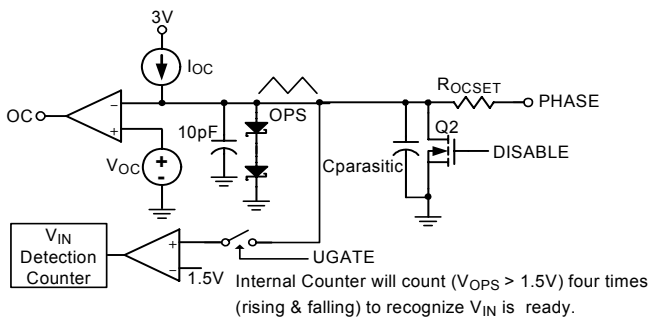 3V
IOC
ROCSET
PHASE
OC
−
+
10pF
OPS
Q2
DISABLE
VOC
+
−
Cparasitic
VIN
Detection
Counter
+
−
1.5V
UGATE
Internal Counter will count (VOPS > 1.5V) four times
(rising & falling) to recognize VIN is ready.